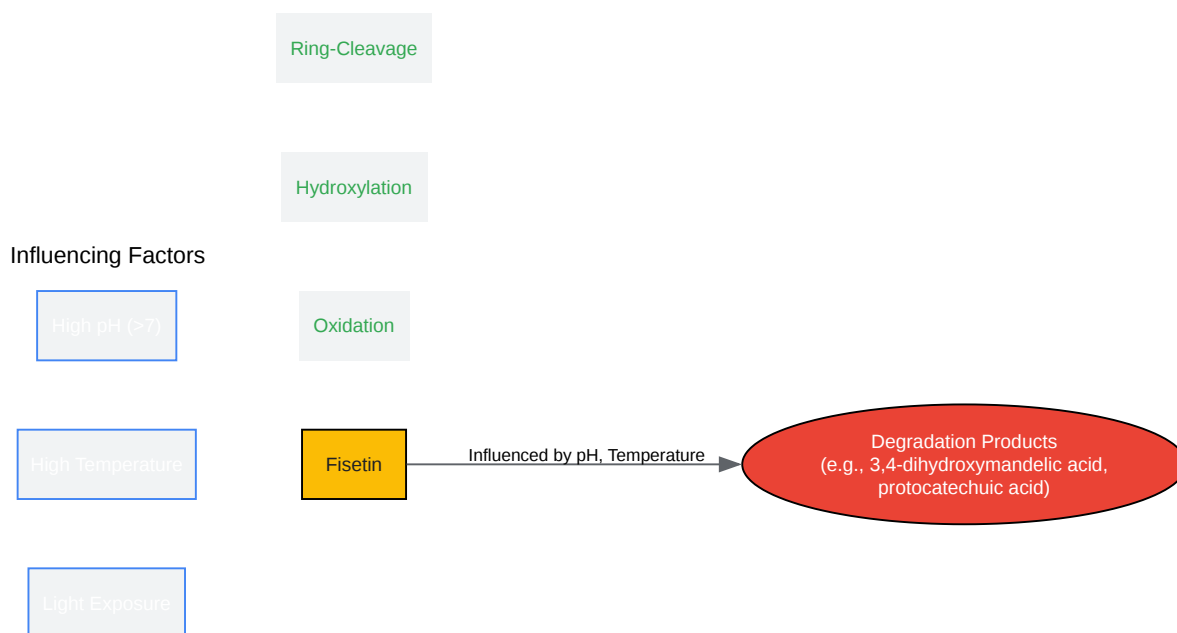 Ring-Cleavage
Hydroxylation
Influencing Factors
High pH (>7)
Oxidation
High Temperature
Fisetin
Influenced by pH, Temperature
Degradation Products
(e.g., 3,4-dihydroxymandelic acid,
protocatechuic acid)
Light Exposure